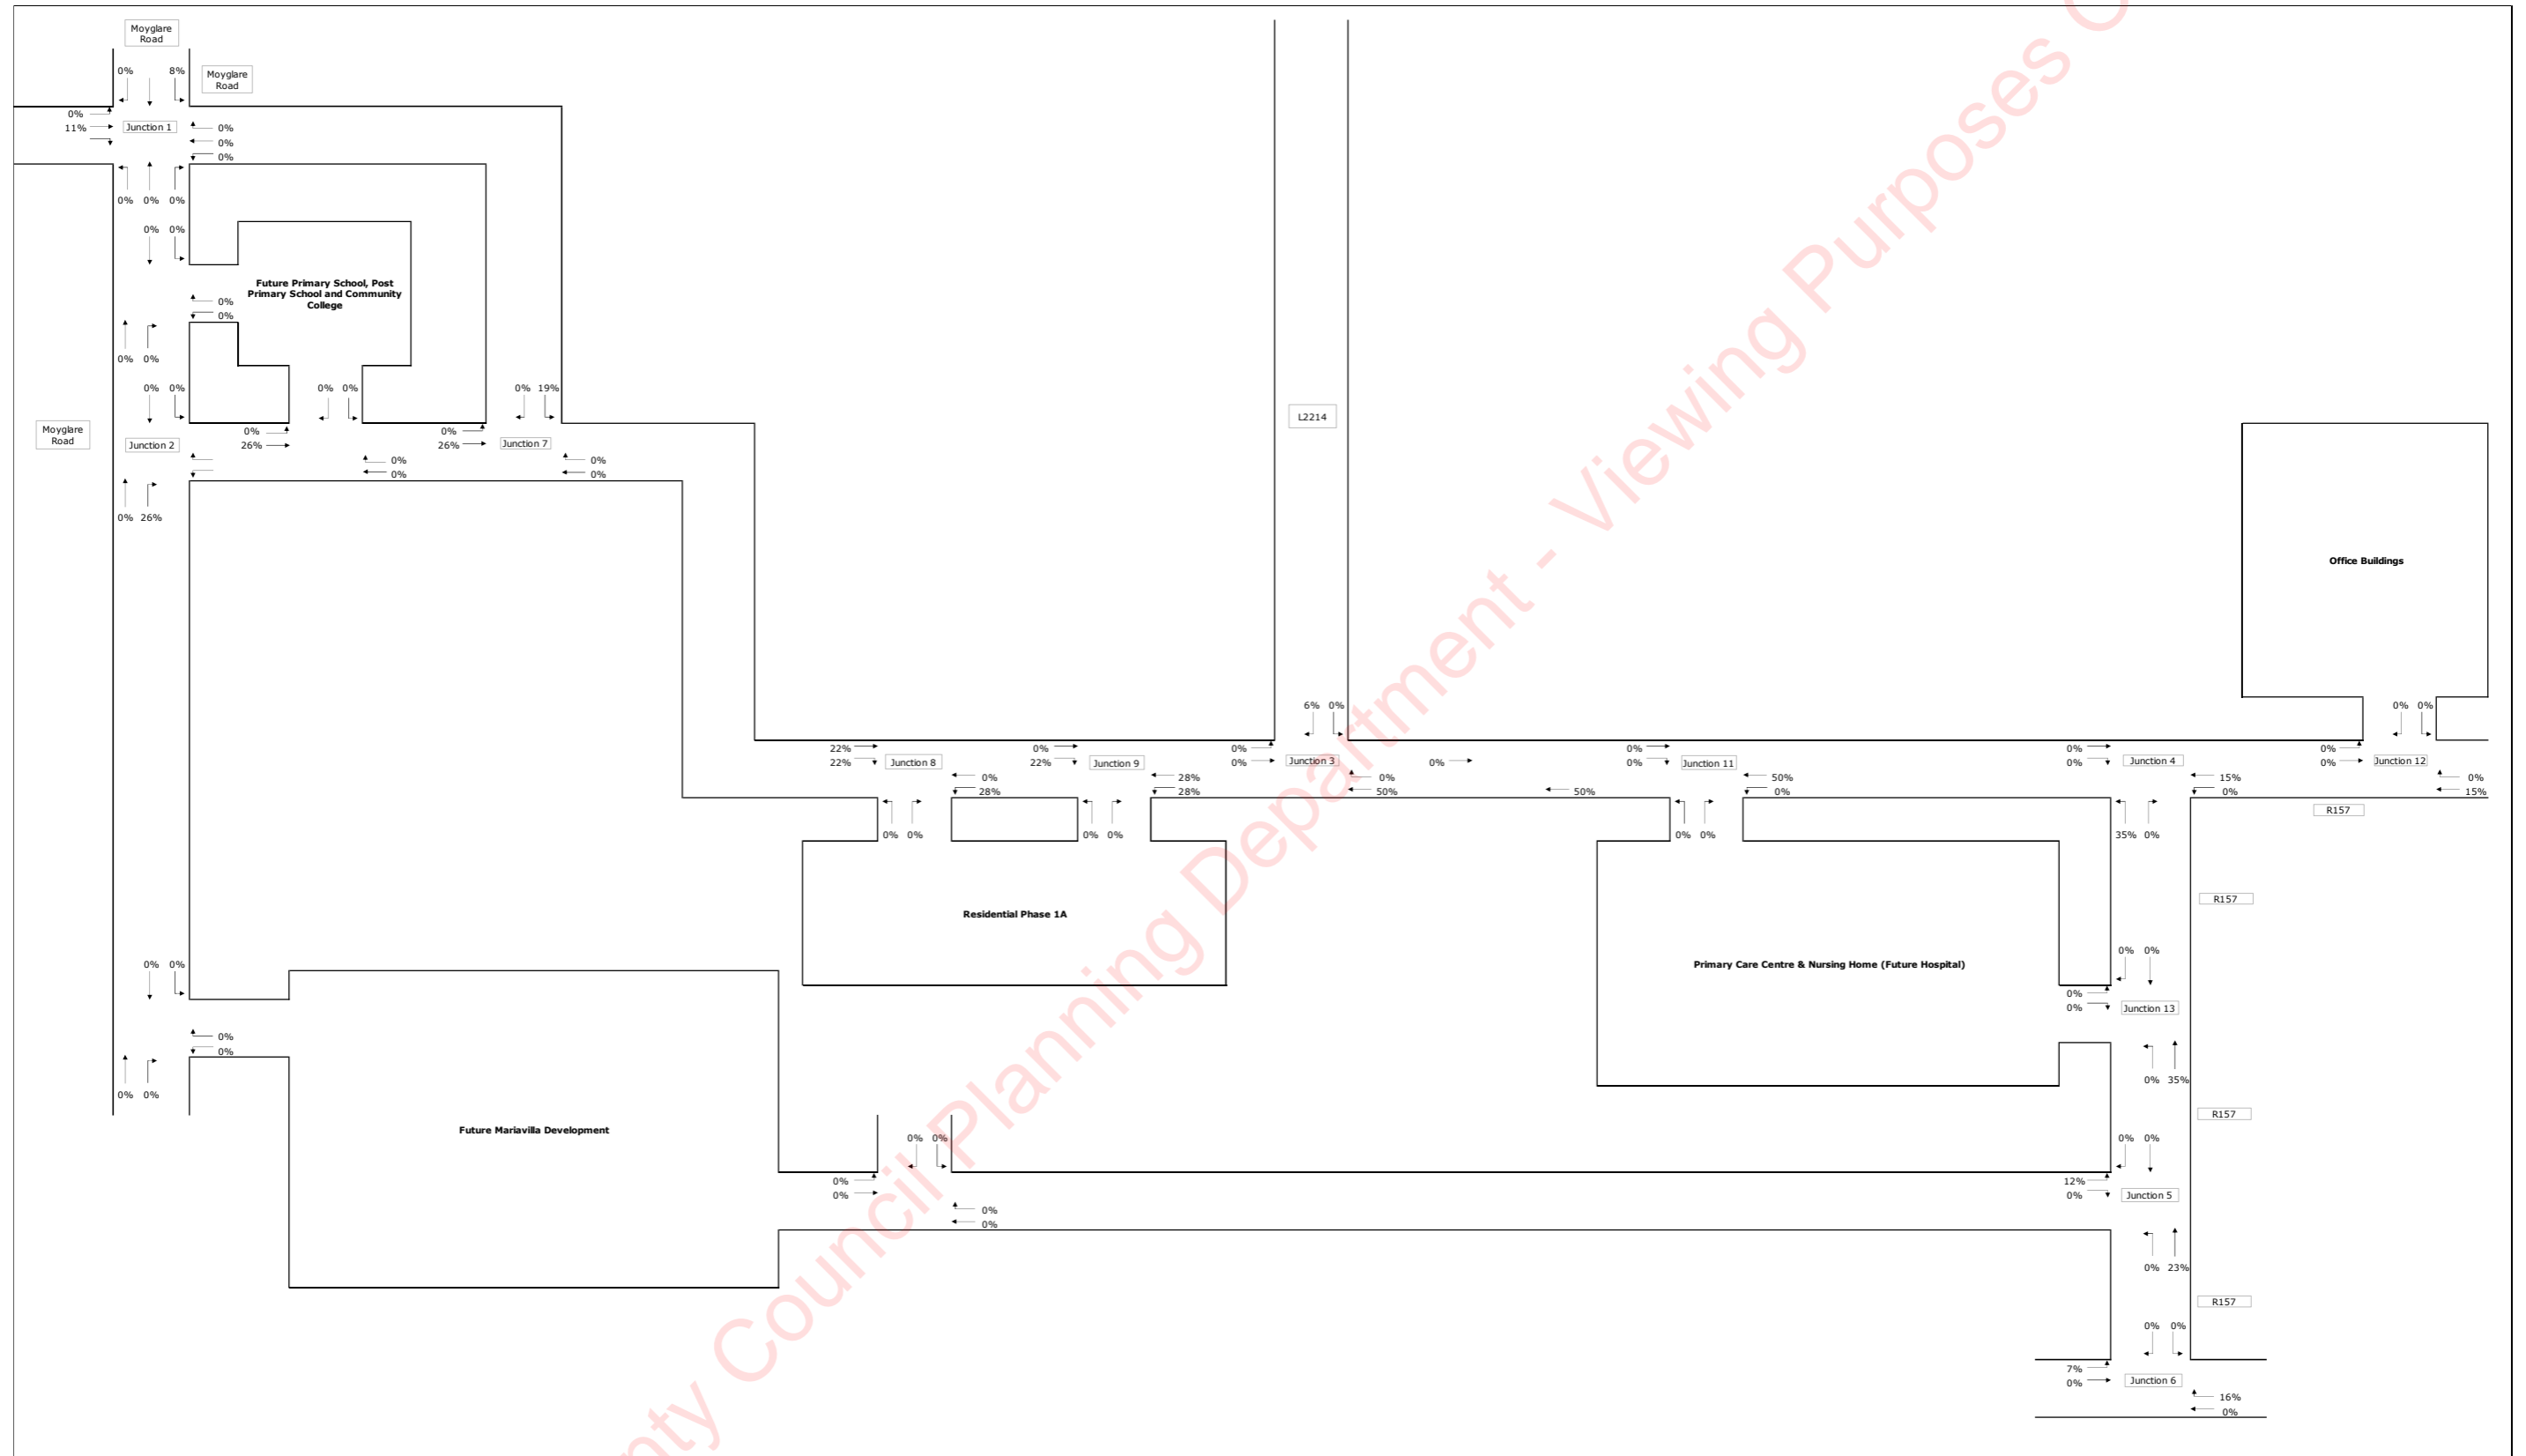 Moyglare
Road
0% 8%
Moyglare
Road
0%
11%
Junction 1
0%
0%
0%
0% 0% 0%
0% 0%
Future Primary School, Post
Primary School and Community
College
0%
0%
0% 0%
0% 0%
0% 0%
0% 19%
Moyglare
Road
Junction 2
0%
26%
0%
26%
Junction 7
0%
0%
0%
0%
0% 26%
L2214
Office Buildings
6% 0%
0% 0%
22%
22%
Junction 8
0%
22%
Junction 9
0%
0%
Junction 3
0%
0%
0%
Junction 11
0%
0%
Junction 4
0%
0%
Junction 12
0%
28%
28%
28%
0%
50%
50%
50%
0%
15%
0%
0%
15%
R157
0% 0%
0% 0%
0% 0%
35% 0%
R157
Residential Phase 1A
Primary Care Centre & Nursing Home (Future Hospital)
0% 0%
0% 0%
0%
0%
Junction 13
0%
0%
0% 0%
0% 35%
R157
Future Mariavilla Development
0% 0%
0% 0%
0%
0%
12%
0%
Junction 5
0%
0%
0% 23%
R157
0% 0%
7%
0%
Junction 6
16%
0%
nty Council Planning Department - Viewing Purposes O